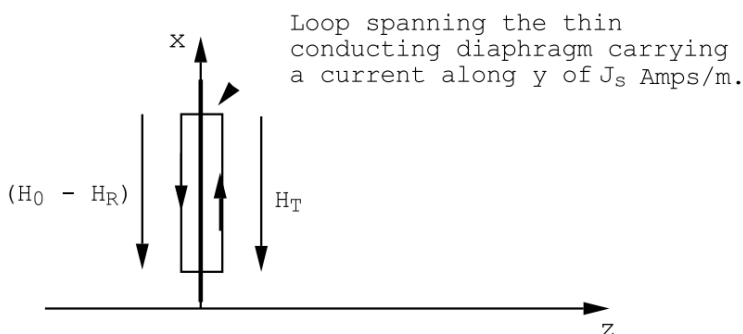 Loop spanning the thin
conducting diaphragm carrying
a current along y of Js Amps/m.
X
(H0 - HR)
HT
Z